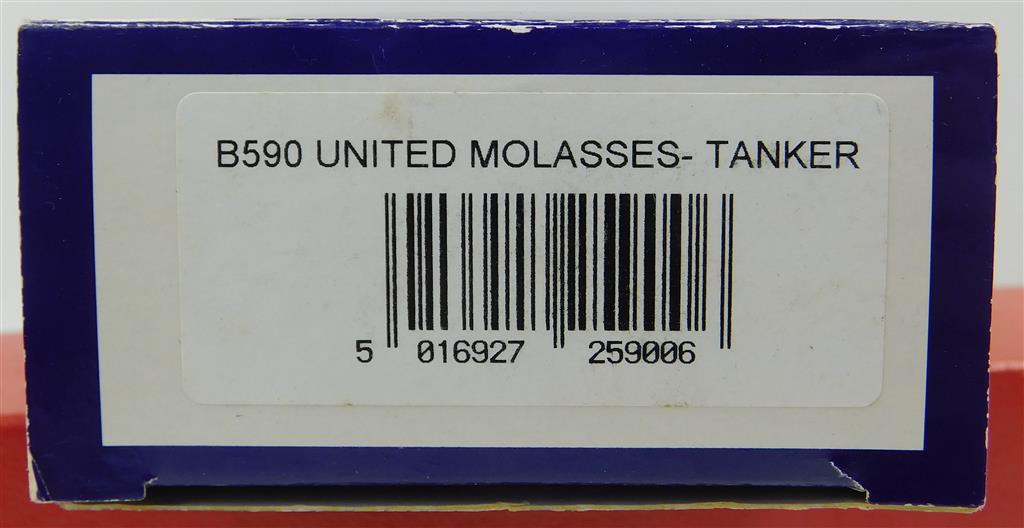 B590 UNITED MOLASSES- TANKER
5 016927 259006